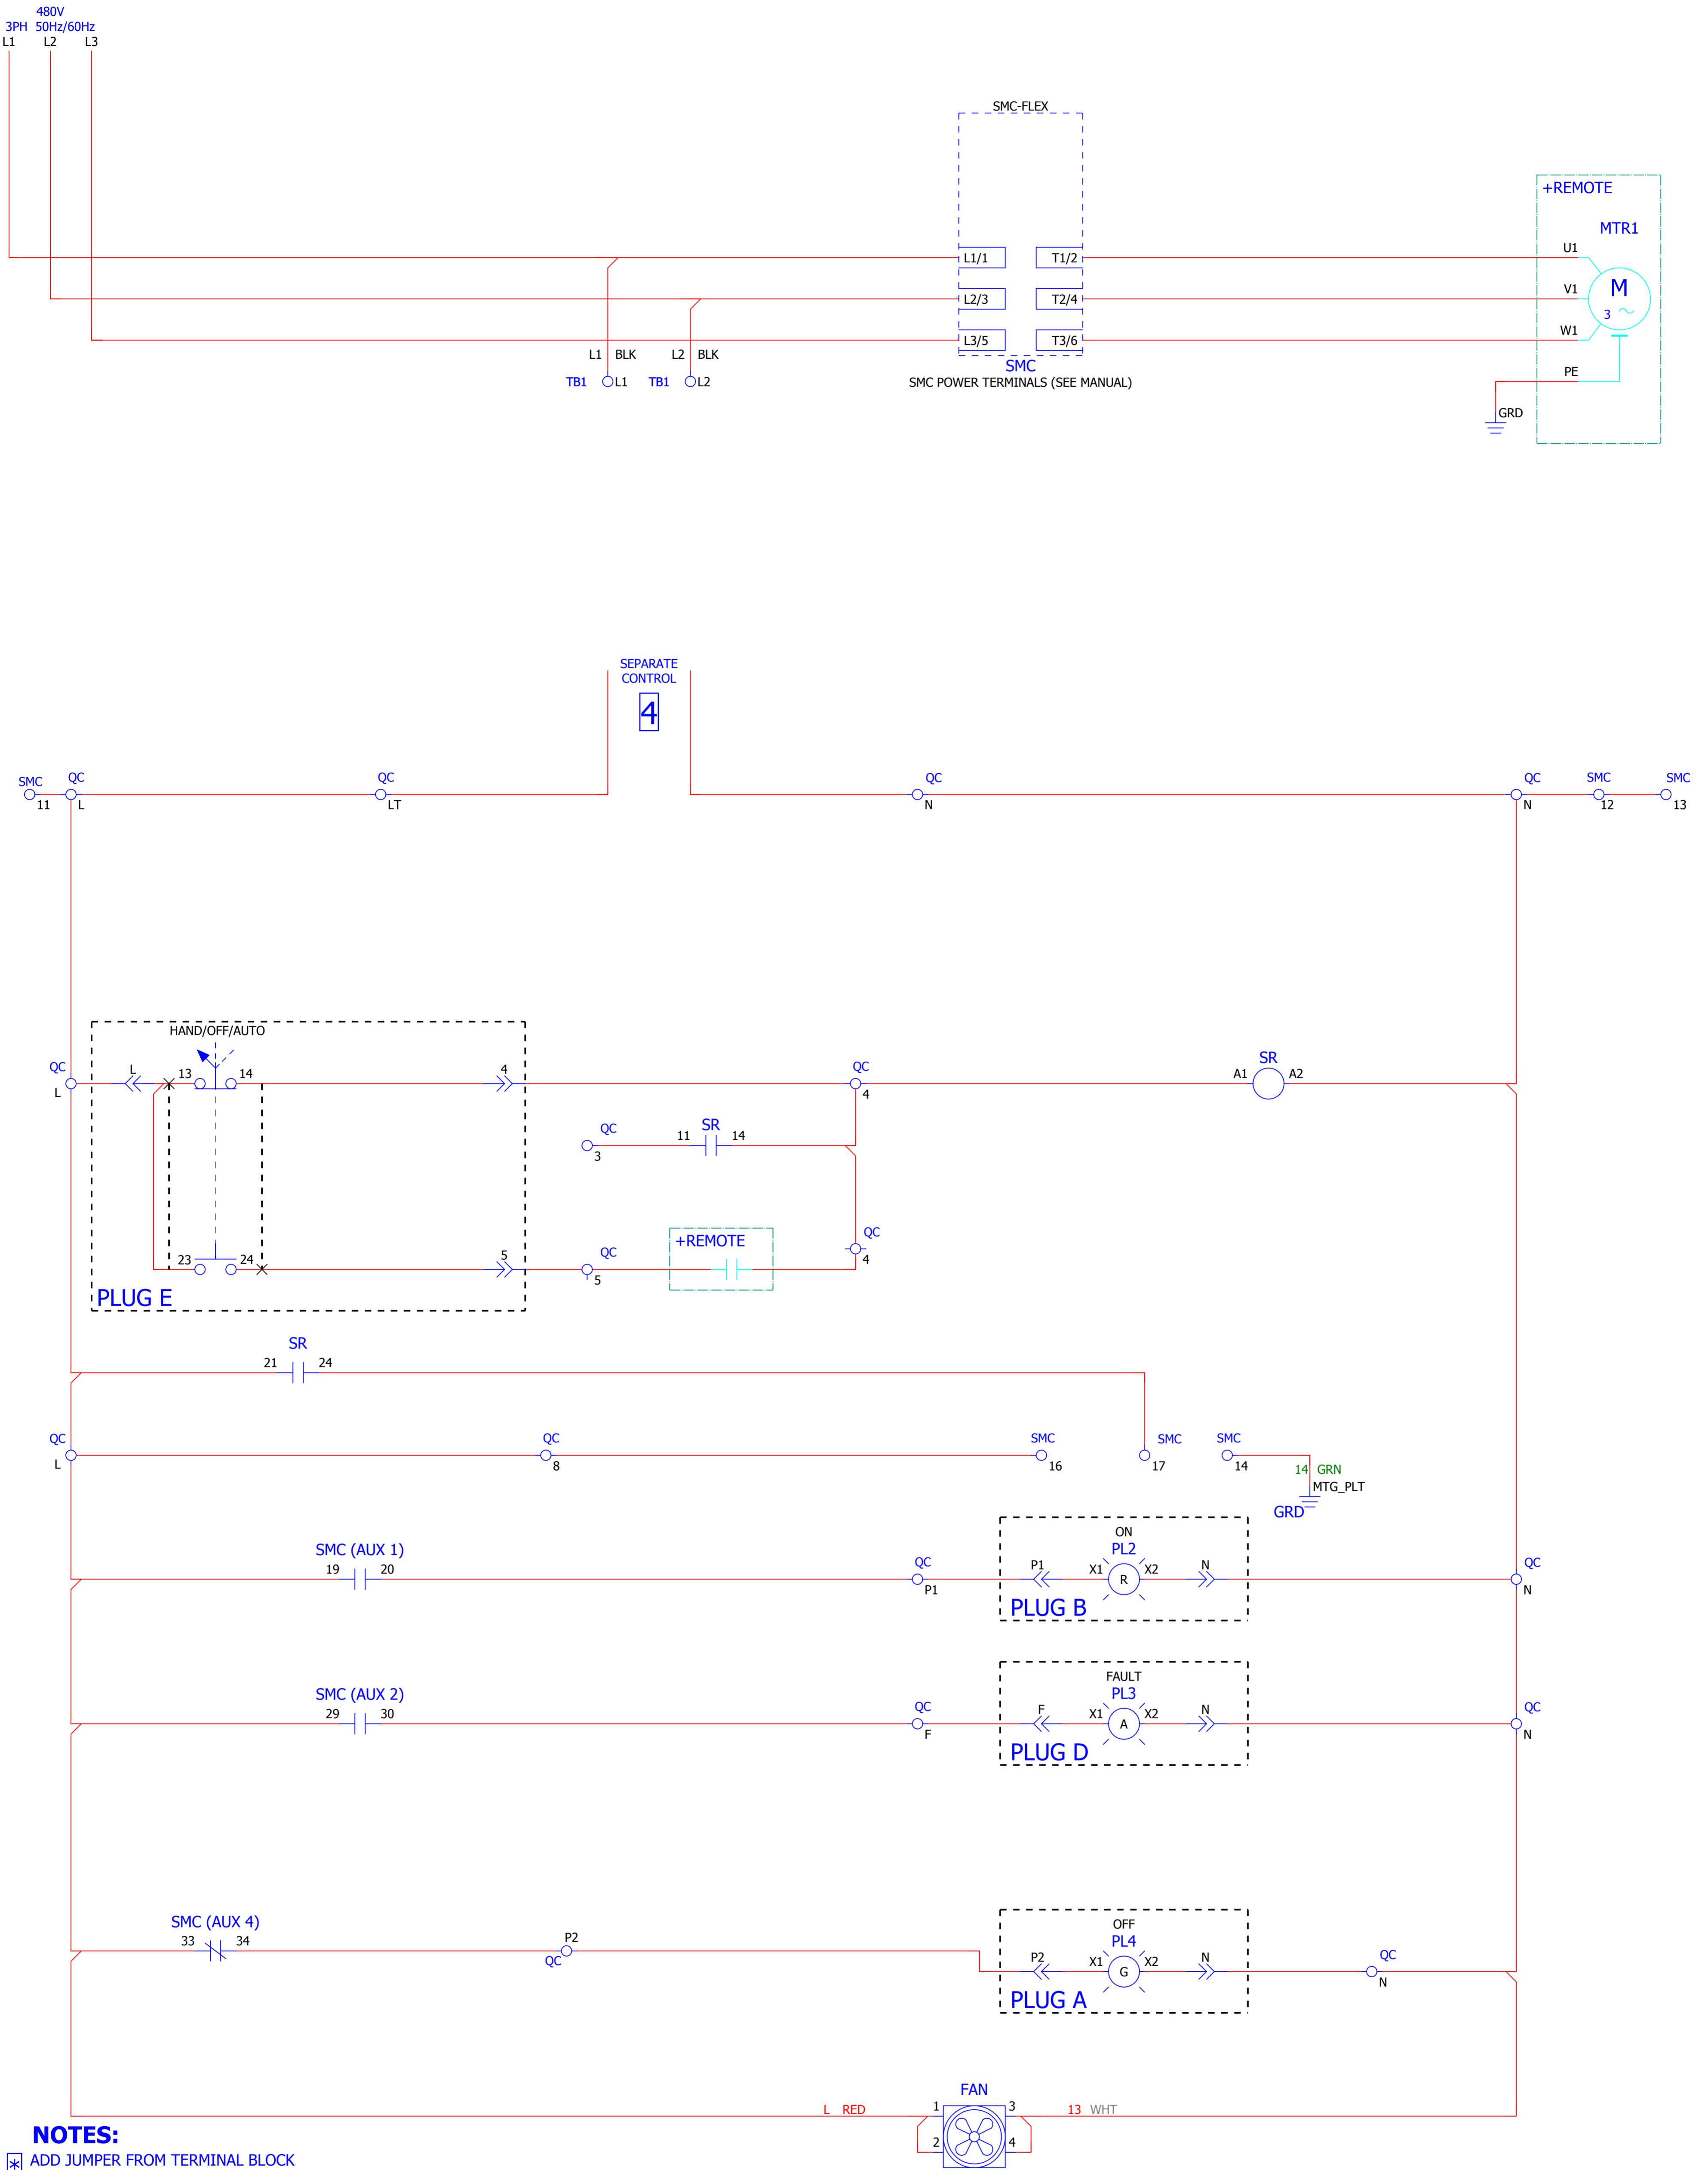 480V
3PH 50Hz/60Hz
L1 L2 L3
SMC-FLEX
+REMOTE
MTR1
L1/1 T1/2 U1
L2/3 T2/4 V1
M
3
L3/5 T3/6 W1
L1 BLK L2 BLK
TB1 L1 TB1 L2
SMC
SMC POWER TERMINALS (SEE MANUAL)
PE
GRD
SEPARATE
CONTROL
4
SMC QC QC QC QC SMC SMC
11 L LT N N 12 13
HAND/OFF/AUTO
QC L 13 14 4 QC SR
L 4 A1 A2
QC 11 SR 14
3
QC
+REMOTE
23 24 5 QC 4
5
PLUG E
SR
21 24
QC QC SMC SMC SMC
L 8 16 17 14
14 GRN
MTG_PLT
GRD
ON
SMC (AUX 1) PL2
19 20 QC P1 X1 R X2 N QC
P1 N
PLUG B
FAULT
SMC (AUX 2) PL3
29 30 QC F X1 A X2 N QC
F N
PLUG D
SMC (AUX 4) OFF
33 34 P2 PL4
QC P2 X1 G X2 N QC
N
PLUG A
FAN
L RED 1 3 13 WHT
2 4
NOTES:
* ADD JUMPER FROM TERMINAL BLOCK